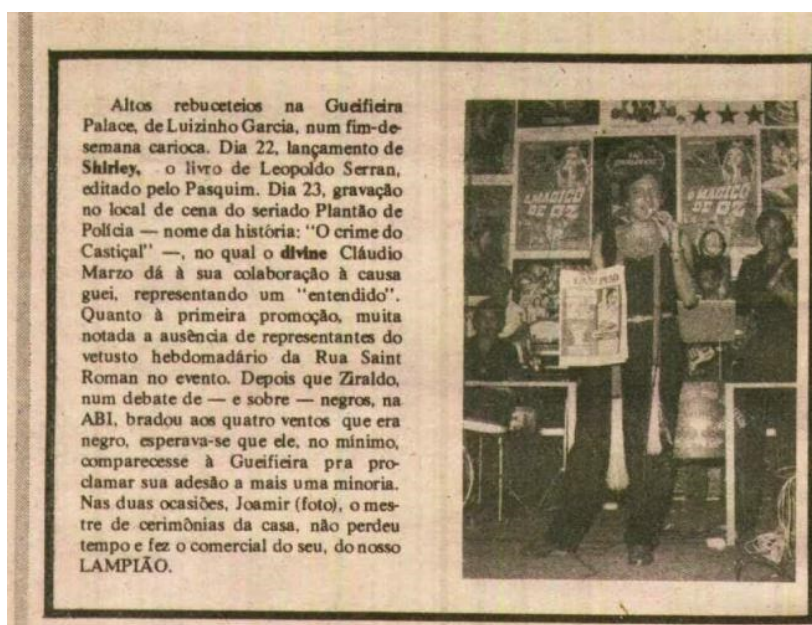 Altos rebuceteios na Gueifieira
Palace, de Luizinho Garcia, num fim-de-
semana carioca. Dia 22, lançamento de
Shirley, o livro de Leopoldo Serran,
editado pelo Pasquim. Dia 23, gravação
no local de cena do seriado Plantão de
Polícia — nome da história: "O crime do
Castiçal" —, no qual o divine Cláudio
Marzo dá à sua colaboração à causa
guei, representando um "entendido".
Quanto à primeira promoção, muita
notada a ausência de representantes do
vetusto hebdomadário da Rua Saint
Roman no evento. Depois que Ziraldo,
num debate de — e sobre — negros, na
ABI, bradou aos quatro ventos que era
negro, esperava-se que ele, no mínimo,
comparecesse à Gueifieira pra pro-
clamar sua adesão a mais uma minoria.
Nas duas ocasiões, Joamir (foto), o mes-
tre de cerimônias da casa, não perdeu
tempo e fez o comercial do seu, do nosso
LAMPIÃO.
O MAGICO
DE OZ
O MAGICO
DE OZ
LAMPIÃO